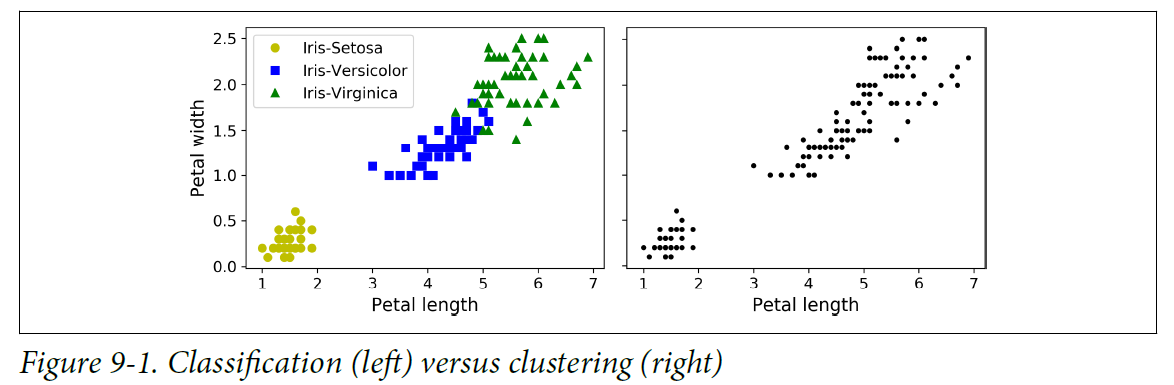 Iris-Setosa
Iris-Versicolor
Iris-Virginica
Petal width
2.5
2.0
1.5
1.0
0.5
0.0
1 2 3 4 5 6 7
Petal length
1 2 3 4 5 6 7
Petal length
Figure 9-1. Classification (left) versus clustering (right)